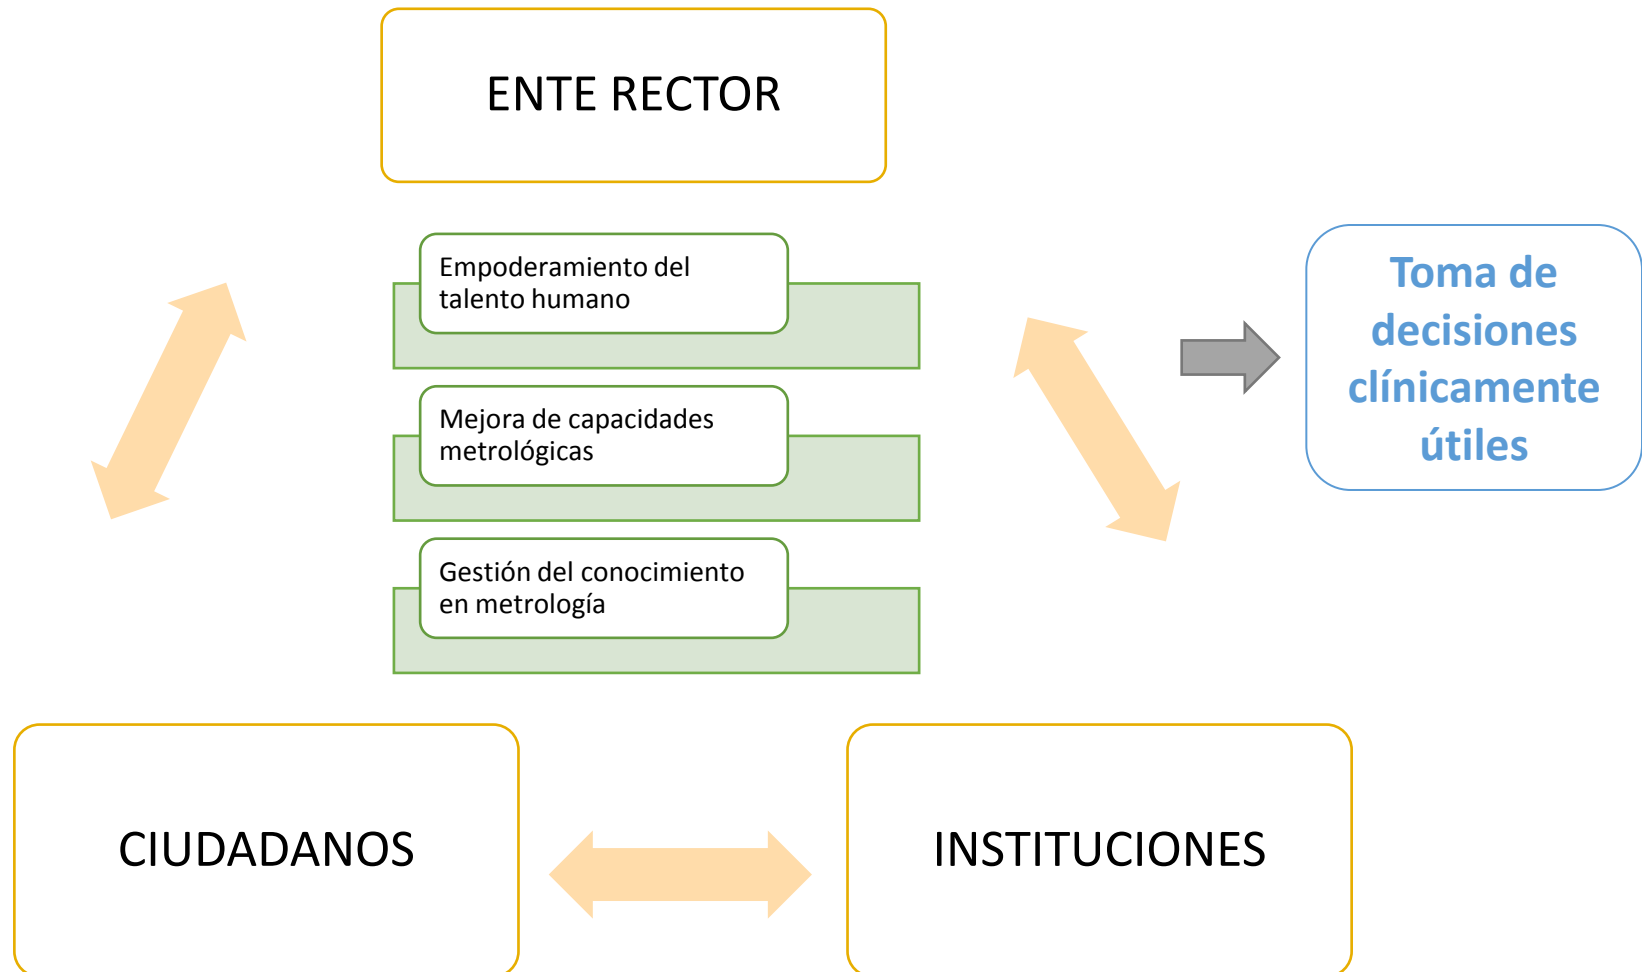 ENTE RECTOR
Empoderamiento del
talento humano
Mejora de capacidades
metrológicas
Gestión del conocimiento
en metrología
Toma de
decisiones
clínicamente
útiles
CIUDADANOS
INSTITUCIONES